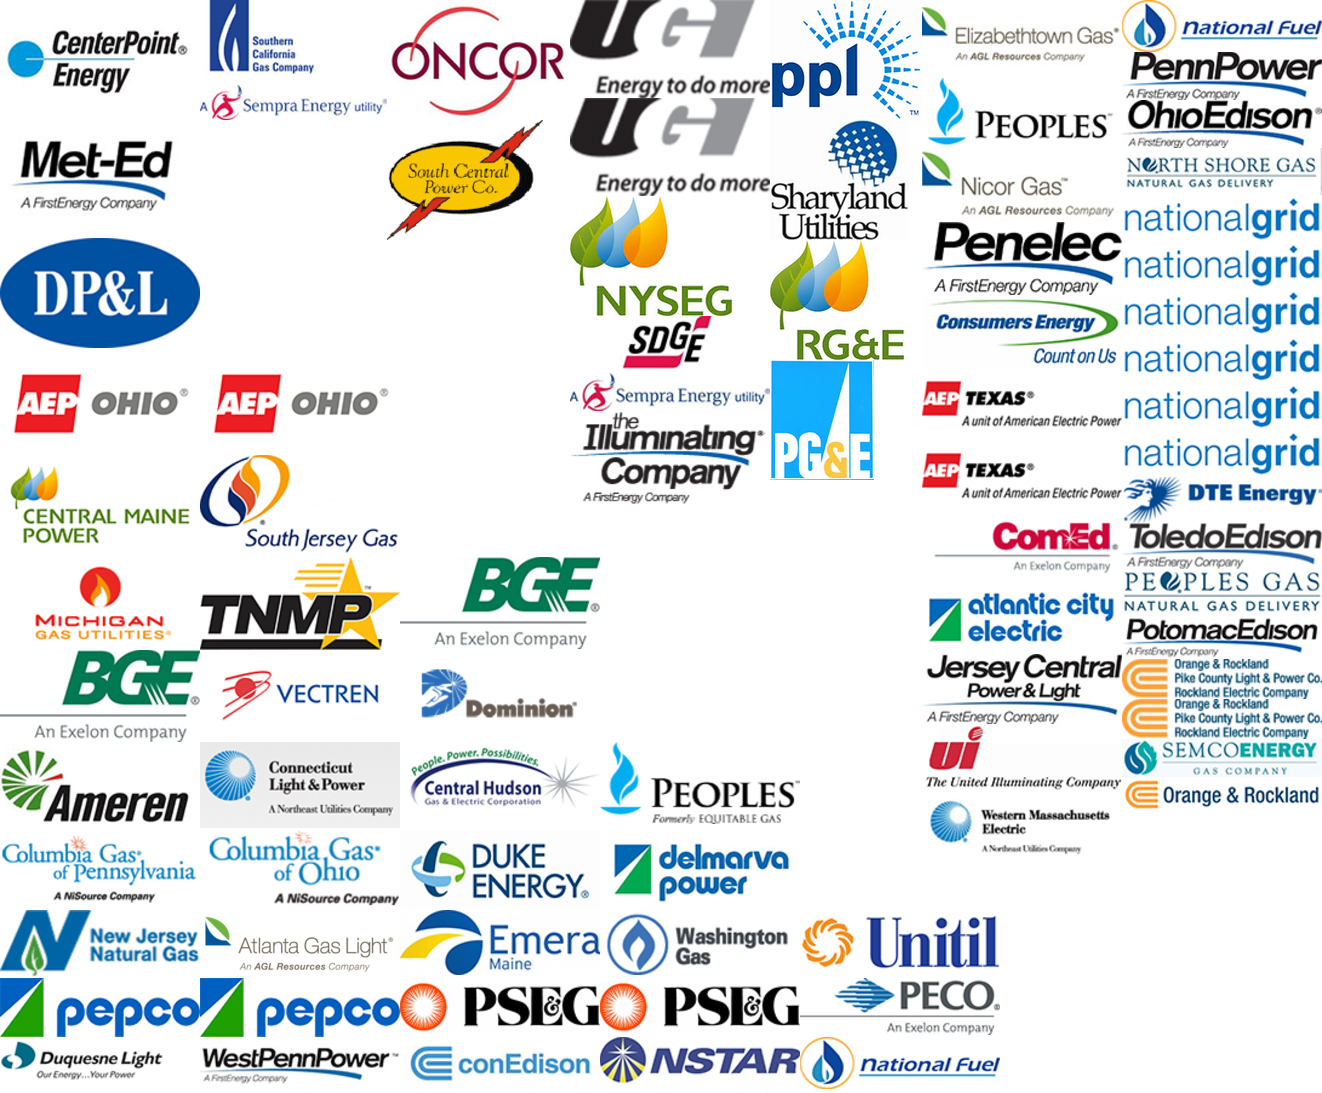 CenterPoint®
Energy
Southern
California
Gas Company
A Sempra Energy utility®
ONCOR
UGI
Energy to do more
ppl™
Elizabethtown Gas®
An AGL Resources Company
National Fuel
PennPower
A FirstEnergy Company
UGI
Energy to do more
PEOPLES™
OhioEdison®
A FirstEnergy Company
Met-Ed
A FirstEnergy Company
South Central
Power Co.
Sharyland
Utilities
Nicor Gas™
An AGL Resources Company
NORTH SHORE GAS
NATURAL GAS DELIVERY
nationalgrid
DP&L
NYSEG
RG&E
Penelec
A FirstEnergy Company
nationalgrid
nationalgrid
SDGE
A Sempra Energy utility®
Consumers Energy
Count on Us
nationalgrid
AEP OHIO®
AEP OHIO®
the
Illuminating®
Company
A FirstEnergy Company
PG&E
AEP TEXAS®
A unit of American Electric Power
nationalgrid
nationalgrid
AEP TEXAS®
A unit of American Electric Power
DTE Energy®
CENTRAL MAINE
POWER
South Jersey Gas
ComEd®
An Exelon Company
ToledoEdison
A FirstEnergy Company
MICHIGAN
GAS UTILITIES®
TNMP™
BGE®
An Exelon Company
atlantic city
electric
PEOPLES GAS
NATURAL GAS DELIVERY
PotomacEdison
A FirstEnergy Company
BGE®
An Exelon Company
VECTREN
Dominion®
Jersey Central
Power & Light
A FirstEnergy Company
Orange & Rockland
Pike County Light & Power Co.
Rockland Electric Company
Orange & Rockland
Pike County Light & Power Co.
Rockland Electric Company
Ameren
Connecticut
Light & Power
A Northeast Utilities Company
People. Power. Possibilities.
Central Hudson
Gas & Electric Corporation
PEOPLES™
Formerly EQUITABLE GAS
ui
The United Illuminating Company
SEMCOENERGY
GAS COMPANY
Orange & Rockland
Western Massachusetts
Electric
A Northeast Utilities Company
Columbia Gas®
of Pennsylvania
A NiSource Company
Columbia Gas®
of Ohio
A NiSource Company
DUKE
ENERGY®
delmarva
power
New Jersey
Natural Gas
Atlanta Gas Light®
An AGL Resources Company
Emera
Maine
Washington
Gas
Unitil
pepco
pepco
PSE&G
PSE&G
PECO®
An Exelon Company
Duquesne Light
Our Energy...Your Power
WestPennPower™
A FirstEnergy Company
conEdison
NSTAR
National Fuel